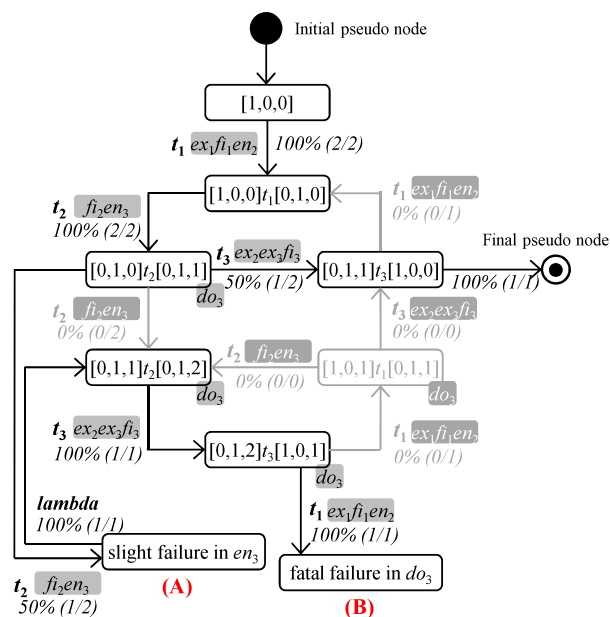 Initial pseudo node
[1,0,0]
t₁ ex₁fi₁en₂ 100% (2/2)
[1,0,0]t₁[0,1,0]
t₁ ex₁fi₁en₂
0% (0/1)
t₂ fi₂en₃
100% (2/2)
Final pseudo node
[0,1,0]t₂[0,1,1]
do₃
t₃ ex₂ex₃fi₃
50% (1/2)
[0,1,1]t₃[1,0,0]
100% (1/1)
t₂ fi₂en₃
0% (0/2)
t₃ ex₂ex₃fi₃
0% (0/0)
[0,1,1]t₂[0,1,2]
do₃
t₂ fi₂en₃
0% (0/0)
[1,0,1]t₁[0,1,1]
do₃
t₃ ex₂ex₃fi₃
100% (1/1)
t₁ ex₁fi₁en₂
0% (0/1)
[0,1,2]t₃[1,0,1]
do₃
lambda
100% (1/1)
t₁ ex₁fi₁en₂
100% (1/1)
slight failure in en₃
fatal failure in do₃
t₂ fi₂en₃
50% (1/2)
(A)
(B)